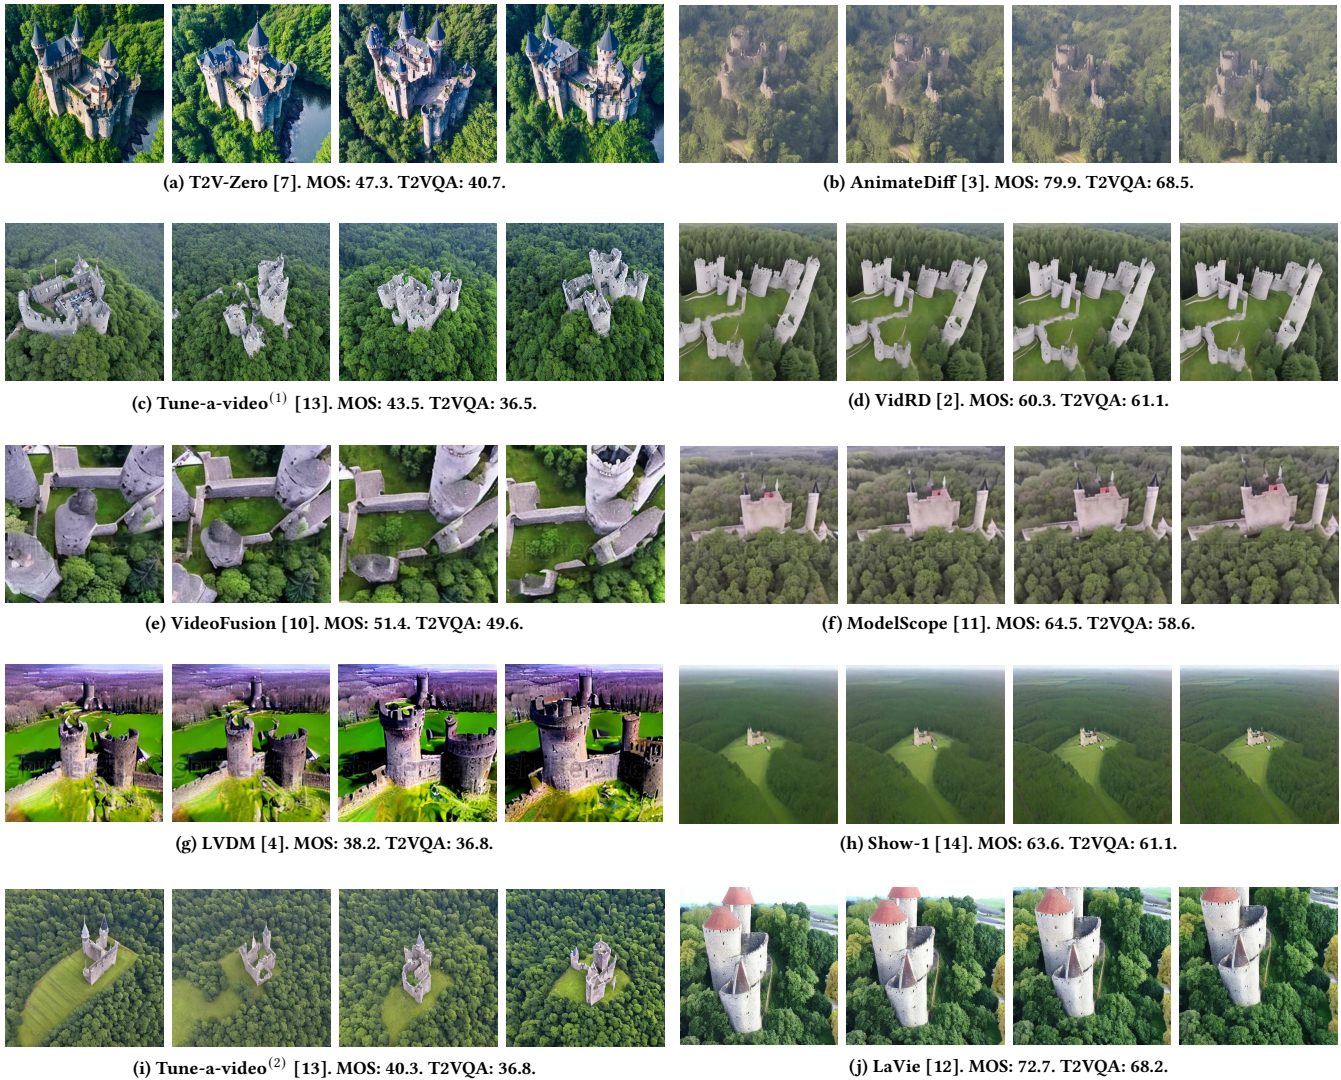 (a) T2V-Zero [7]. MOS: 47.3. T2VQA: 40.7.
(b) AnimateDiff [3]. MOS: 79.9. T2VQA: 68.5.
(c) Tune-a-video⁽¹⁾ [13]. MOS: 43.5. T2VQA: 36.5.
(d) VidRD [2]. MOS: 60.3. T2VQA: 61.1.
(e) VideoFusion [10]. MOS: 51.4. T2VQA: 49.6.
(f) ModelScope [11]. MOS: 64.5. T2VQA: 58.6.
(g) LVDM [4]. MOS: 38.2. T2VQA: 36.8.
(h) Show-1 [14]. MOS: 63.6. T2VQA: 61.1.
(i) Tune-a-video⁽²⁾ [13]. MOS: 40.3. T2VQA: 36.8.
(j) LaVie [12]. MOS: 72.7. T2VQA: 68.2.